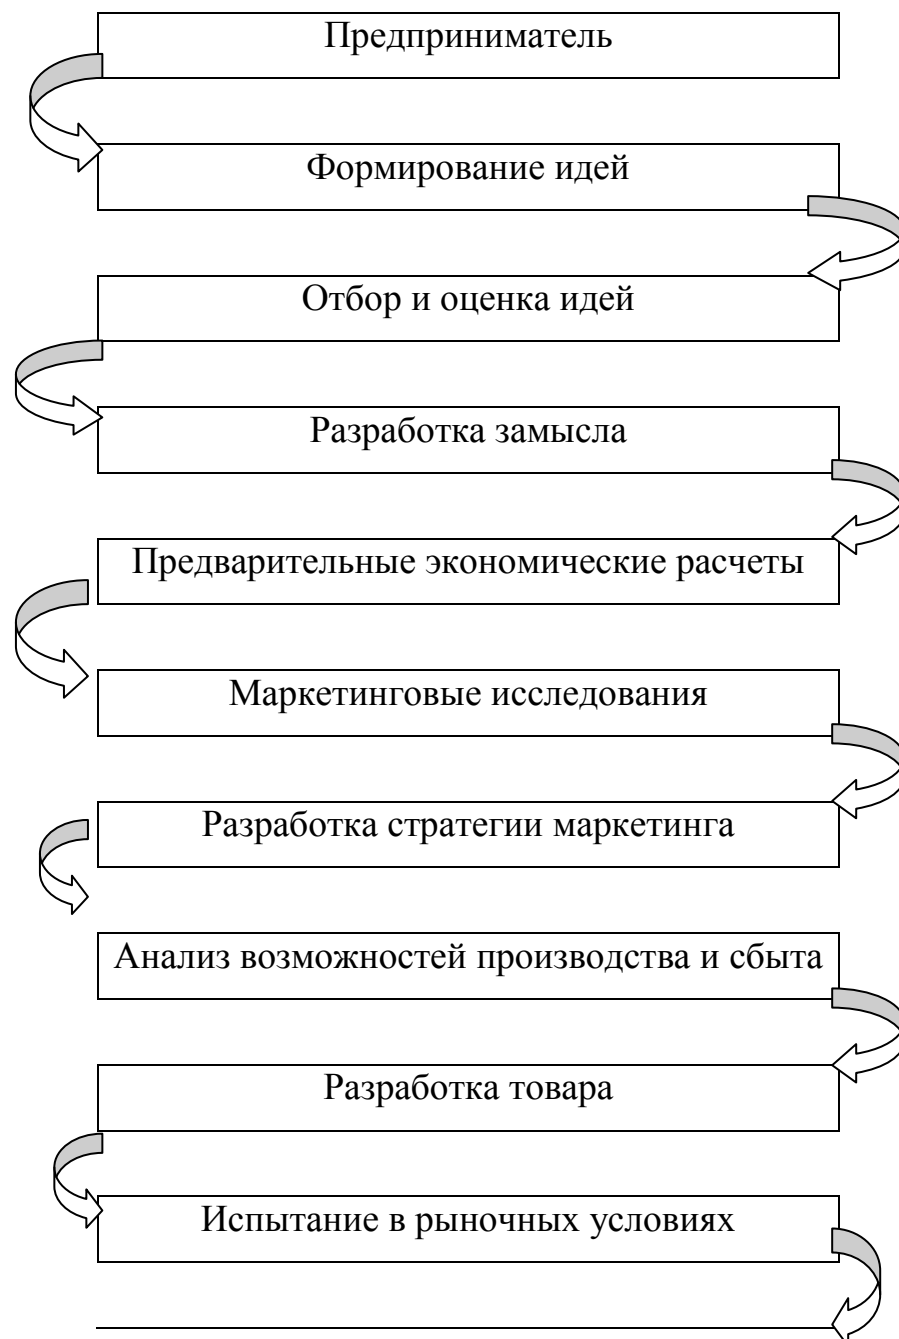 Предприниматель
Формирование идей
Отбор и оценка идей
Разработка замысла
Предварительные экономические расчеты
Маркетинговые исследования
Разработка стратегии маркетинга
Анализ возможностей производства и сбыта
Разработка товара
Испытание в рыночных условиях